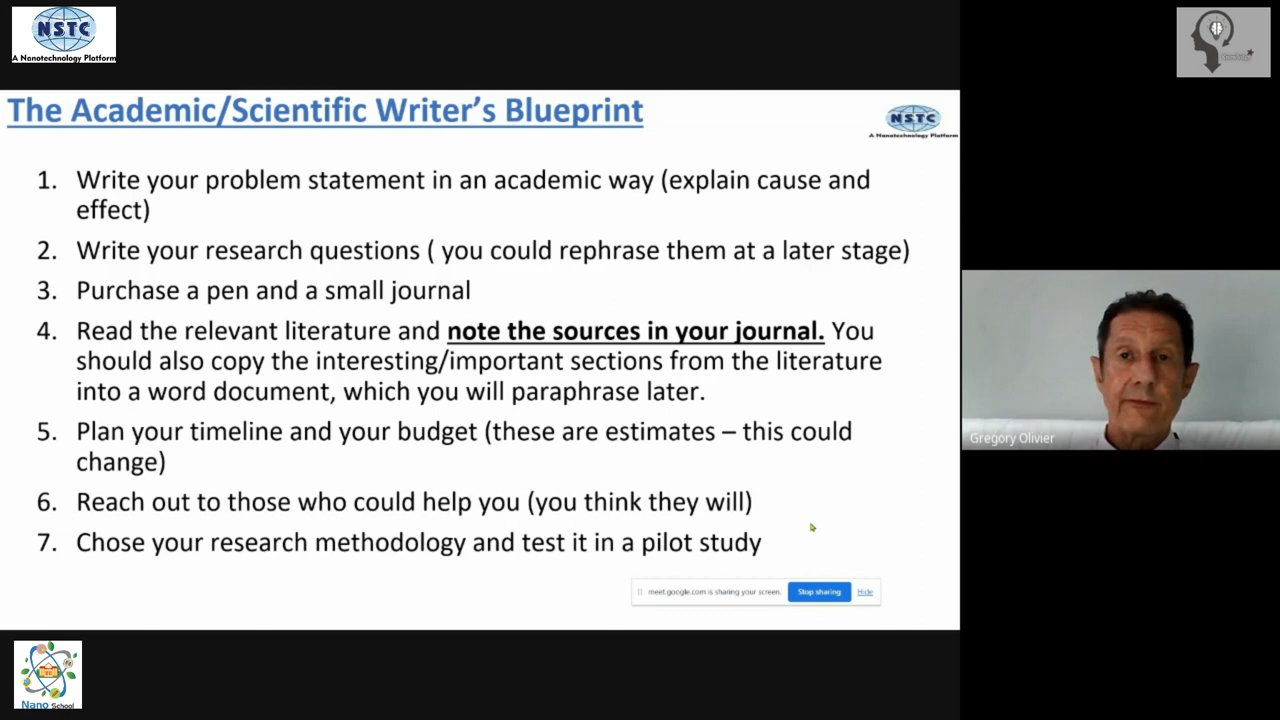 NSTC
A Nanotechnology Platform
The Academic/Scientific Writer's Blueprint
NSTC
A Nanotechnology Platform
1. Write your problem statement in an academic way (explain cause and
effect)
2. Write your research questions ( you could rephrase them at a later stage)
3. Purchase a pen and a small journal
4. Read the relevant literature and note the sources in your journal. You
should also copy the interesting/important sections from the literature
into a word document, which you will paraphrase later.
5. Plan your timeline and your budget (these are estimates – this could
change)
6. Reach out to those who could help you (you think they will)
7. Chose your research methodology and test it in a pilot study
meet.google.com is sharing your screen. Stop sharing Hide
Gregory Olivier
Nano School